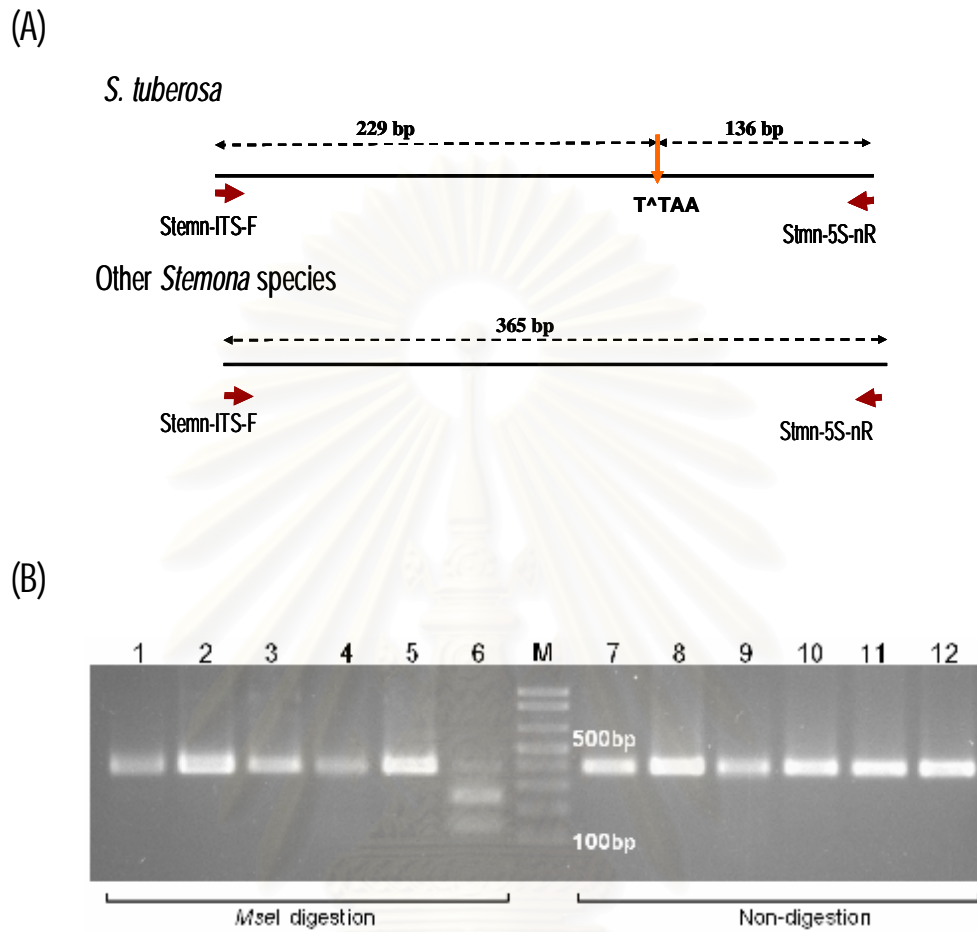 (A)
S. tuberosa
229 bp 136 bp
T^TAA
Stemn-ITS-F Stmn-5S-nR
Other Stemona species
365 bp
Stemn-ITS-F Stmn-5S-nR
(B)
1 2 3 4 5 6 M 7 8 9 10 11 12
500bp
100bp
MseI digestion Non-digestion